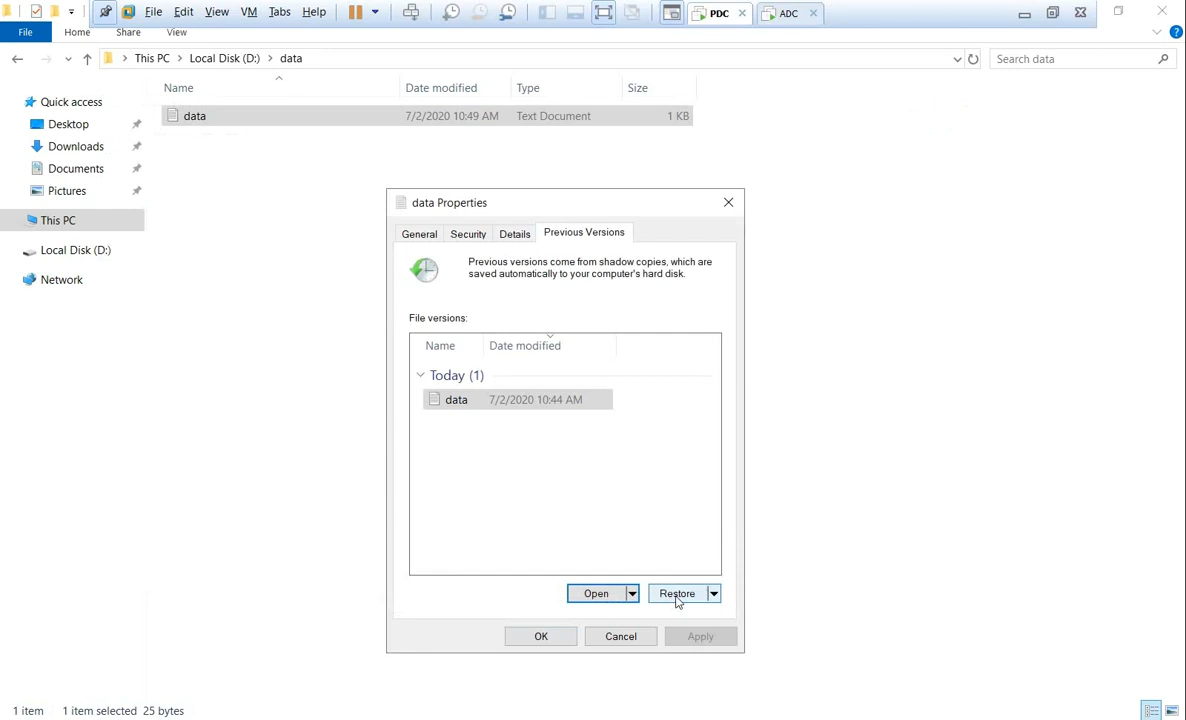 File Edit View VM Tabs Help PDC ADC
File Home Share View
This PC Local Disk (D:) data Search data
Name Date modified Type Size
data 7/2/2020 10:49 AM Text Document 1 KB
Quick access
Desktop
Downloads
Documents
Pictures
This PC
Local Disk (D:)
Network
data Properties
General Security Details Previous Versions
Previous versions come from shadow copies, which are
saved automatically to your computer's hard disk.
File versions:
Name Date modified
Today (1)
data 7/2/2020 10:44 AM
Open Restore
OK Cancel Apply
1 item 1 item selected 25 bytes